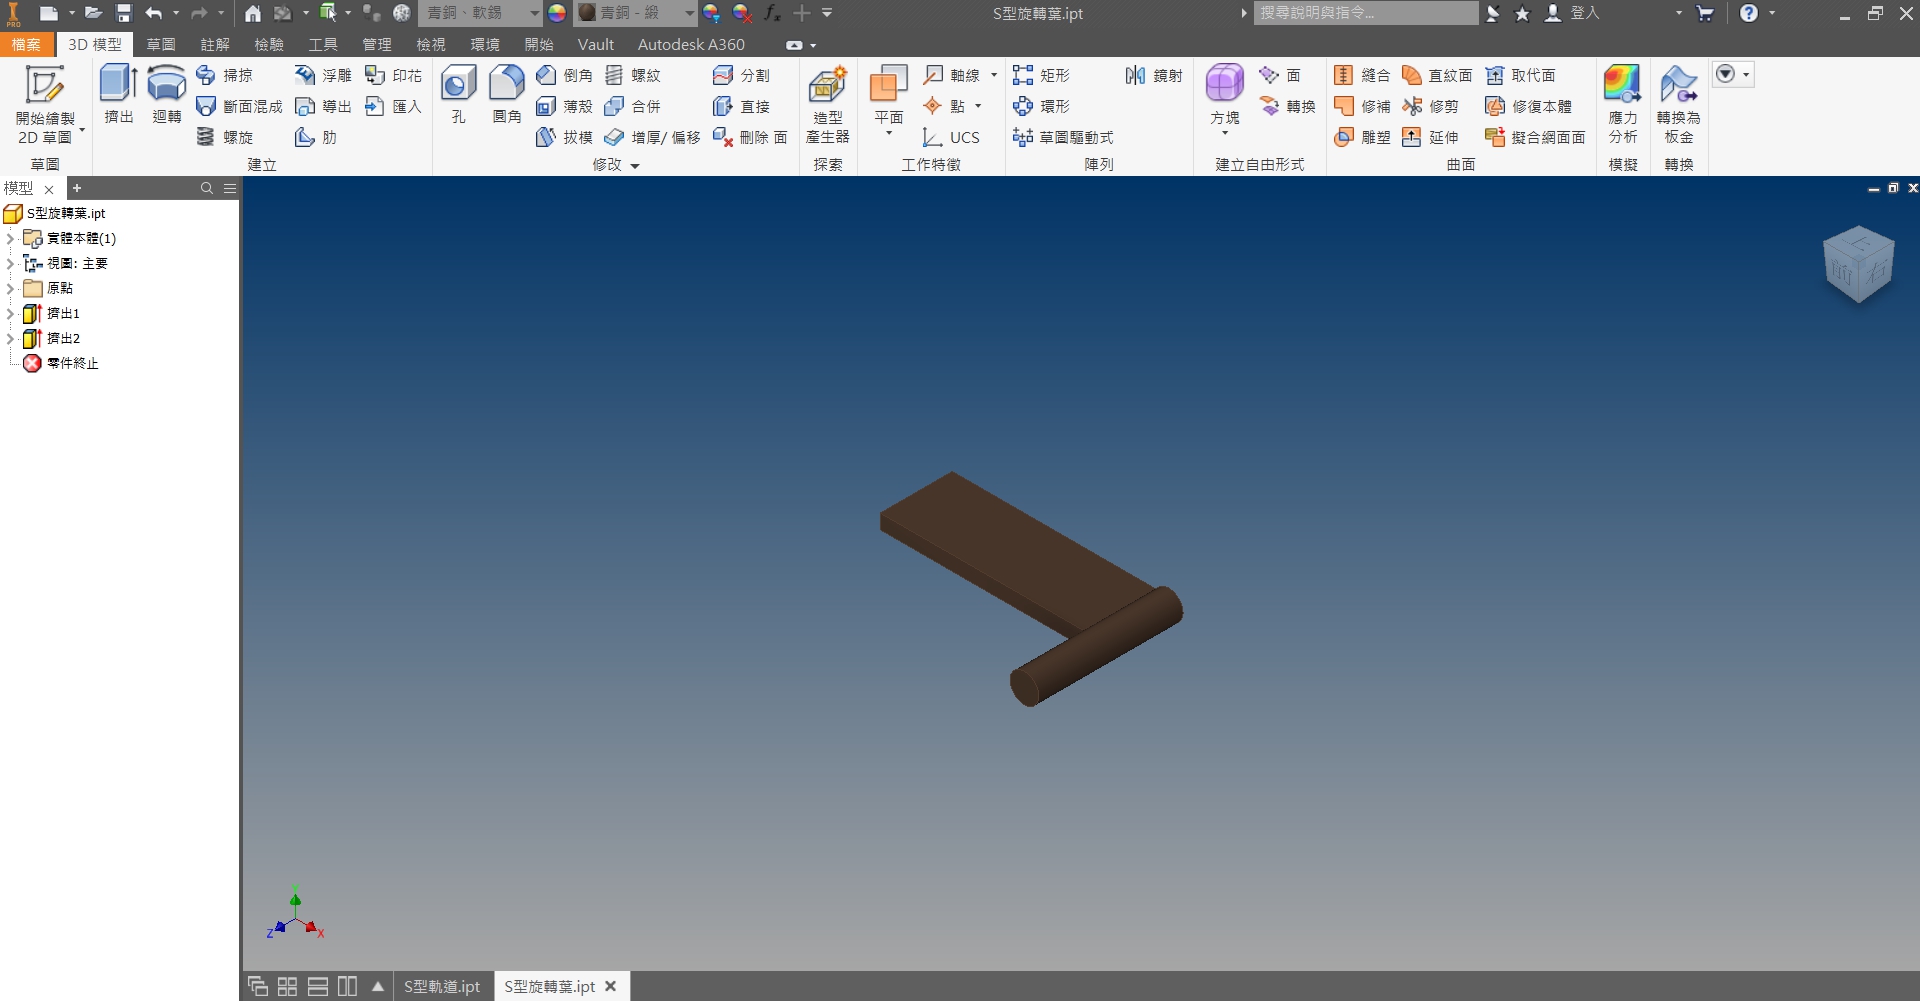 PRO
青銅、軟錫
青銅 - 緞
fx
S型旋轉葉.ipt
搜尋說明與指令...
登入
檔案
3D 模型
草圖
註解
檢驗
工具
管理
檢視
環境
開始
Vault
Autodesk A360
開始繪製
2D 草圖
草圖
擠出
迴轉
掃掠
斷面混成
螺旋
浮雕
導出
肋
印花
匯入
建立
孔
圓角
倒角
薄殼
拔模
螺紋
合併
增厚/ 偏移
分割
直接
刪除 面
修改
造型
產生器
探索
平面
軸線
點
UCS
工作特徵
矩形
環形
草圖驅動式
鏡射
陣列
方塊
面
轉換
建立自由形式
縫合
修補
雕塑
直紋面
修剪
延伸
取代面
修復本體
擬合網面面
曲面
應力
分析
模擬
轉換為
板金
轉換
模型
S型旋轉葉.ipt
實體本體(1)
視圖: 主要
原點
擠出1
擠出2
零件終止
上
前
右
Z
X
S型軌道.ipt
S型旋轉葉.ipt